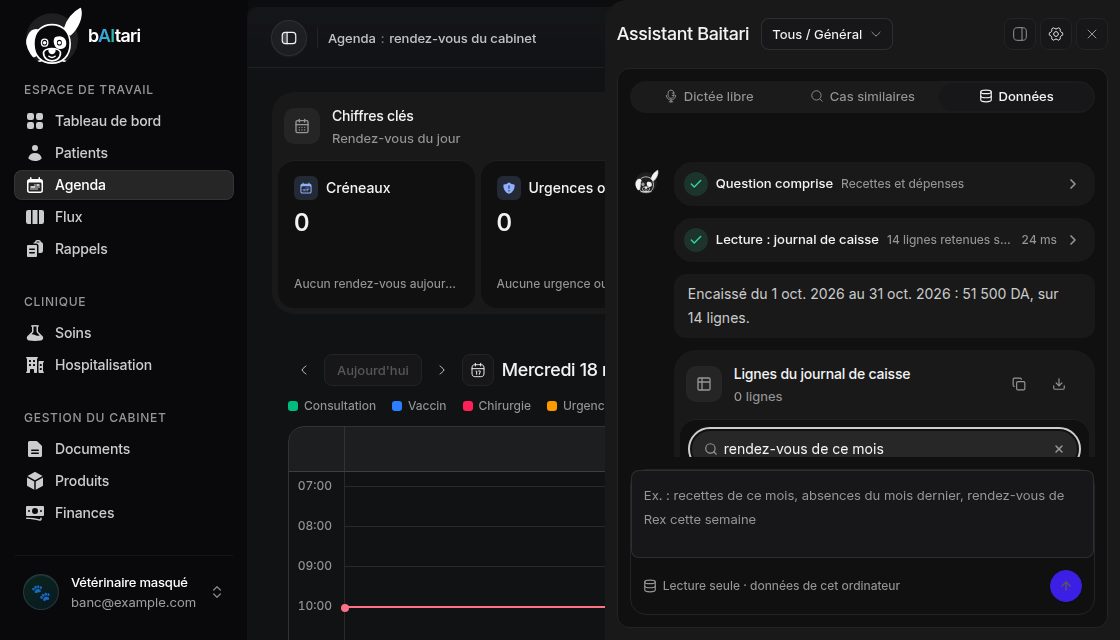 bAItari
ESPACE DE TRAVAIL
Tableau de bord
Patients
Agenda
Flux
Rappels
CLINIQUE
Soins
Hospitalisation
GESTION DU CABINET
Documents
Produits
Finances
Vétérinaire masqué
banc@example.com
Agenda : rendez-vous du cabinet
Chiffres clés
Rendez-vous du jour
Créneaux
0
Aucun rendez-vous aujour...
Urgences o
0
Aucune urgence ou
Aujourd'hui
17
Mercredi 18
Consultation
Vaccin
Chirurgie
Urgenc
07:00
08:00
09:00
10:00
Assistant Baitari
Tous / Général
Dictée libre
Cas similaires
Données
Question comprise Recettes et dépenses
Lecture : journal de caisse 14 lignes retenues s... 24 ms
Encaissé du 1 oct. 2026 au 31 oct. 2026 : 51 500 DA, sur
14 lignes.
Lignes du journal de caisse
0 lignes
rendez-vous de ce mois
Ex. : recettes de ce mois, absences du mois dernier, rendez-vous de
Rex cette semaine
Lecture seule · données de cet ordinateur